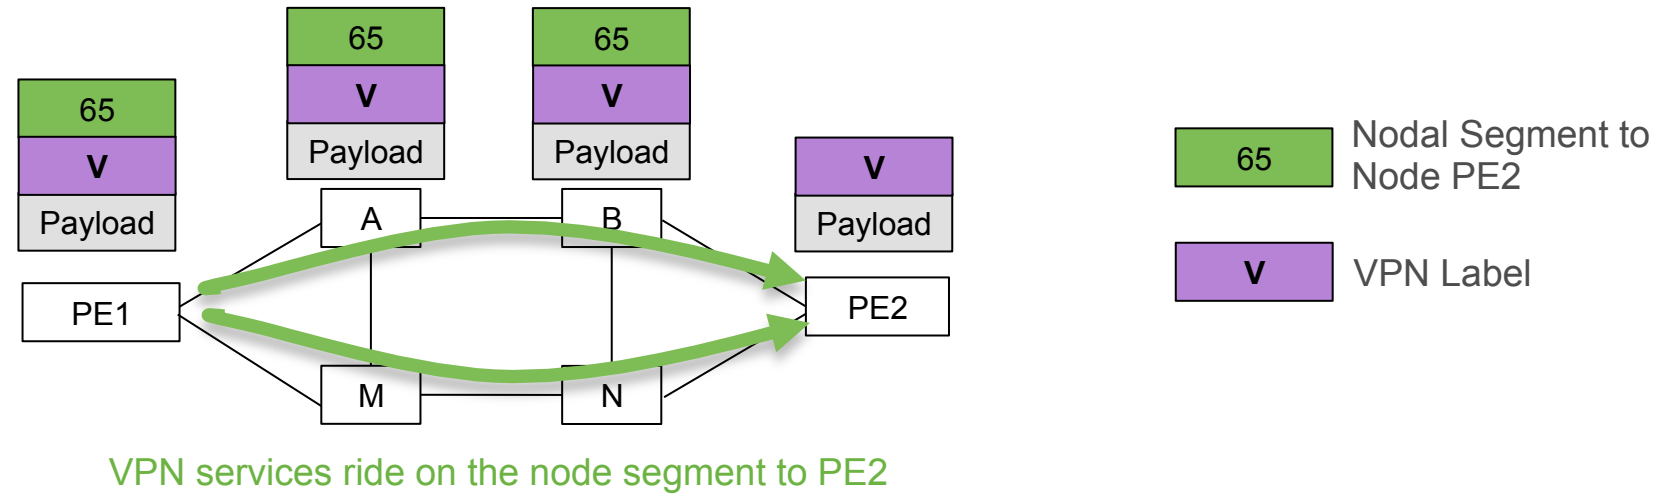 65
V
Payload
65
V
Payload
65
V
Payload
V
Payload
PE1
A
B
M
N
PE2
65
Nodal Segment to
Node PE2
V
VPN Label
VPN services ride on the node segment to PE2